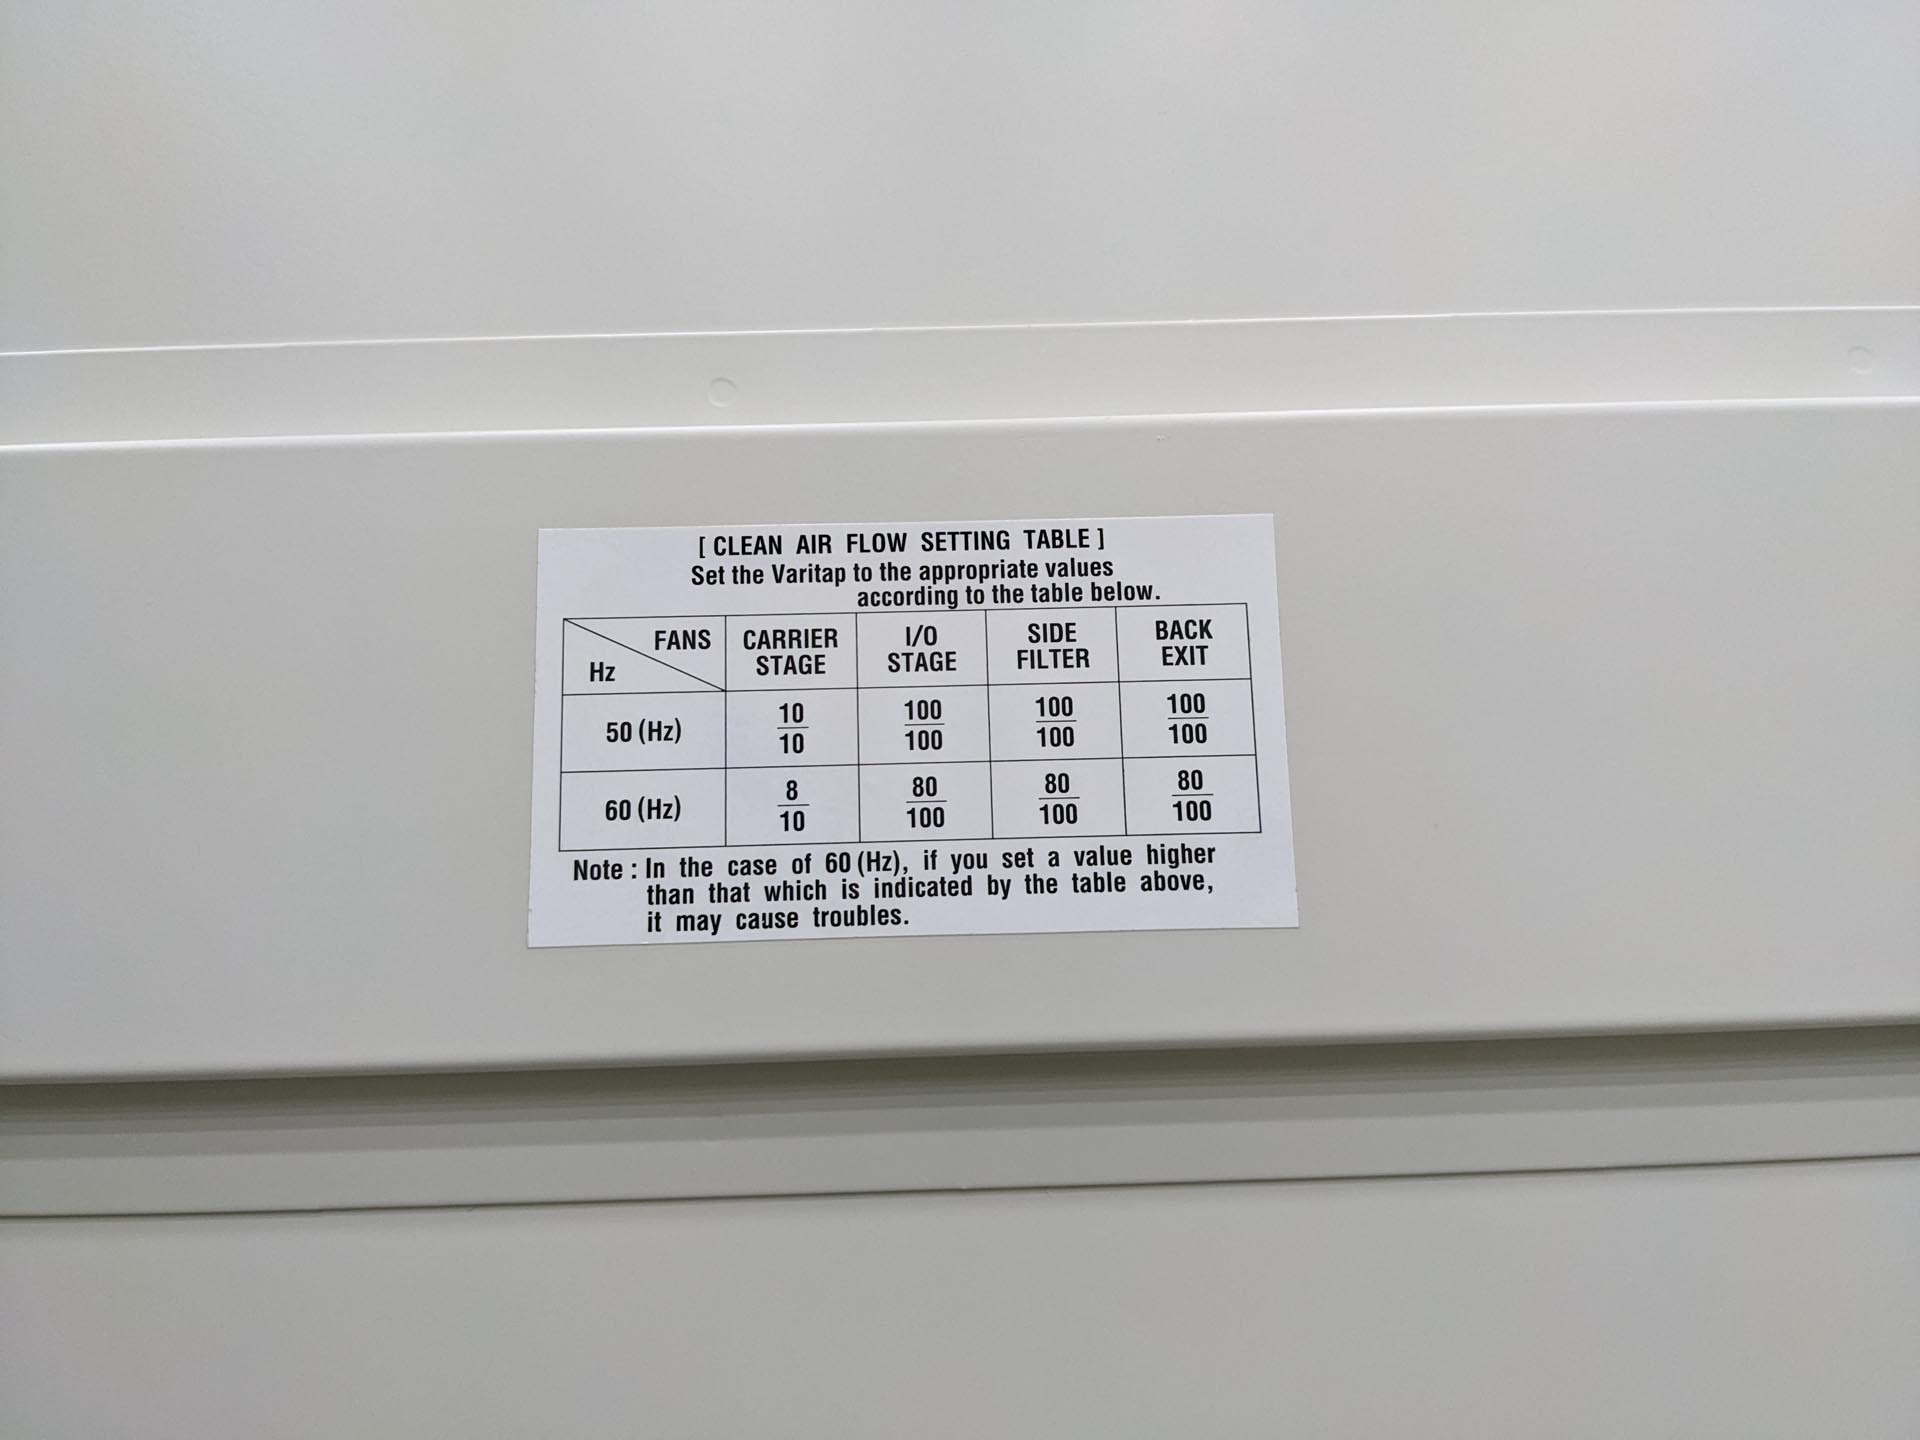 [ CLEAN AIR FLOW SETTING TABLE ]
Set the Varitap to the appropriate values
according to the table below.
FANS
Hz
CARRIER STAGE
I/O STAGE
SIDE FILTER
BACK EXIT
50 (Hz) 10/10 100/100 100/100 100/100
60 (Hz) 8/10 80/100 80/100 80/100
Note : In the case of 60 (Hz), if you set a value higher
than that which is indicated by the table above,
it may cause troubles.